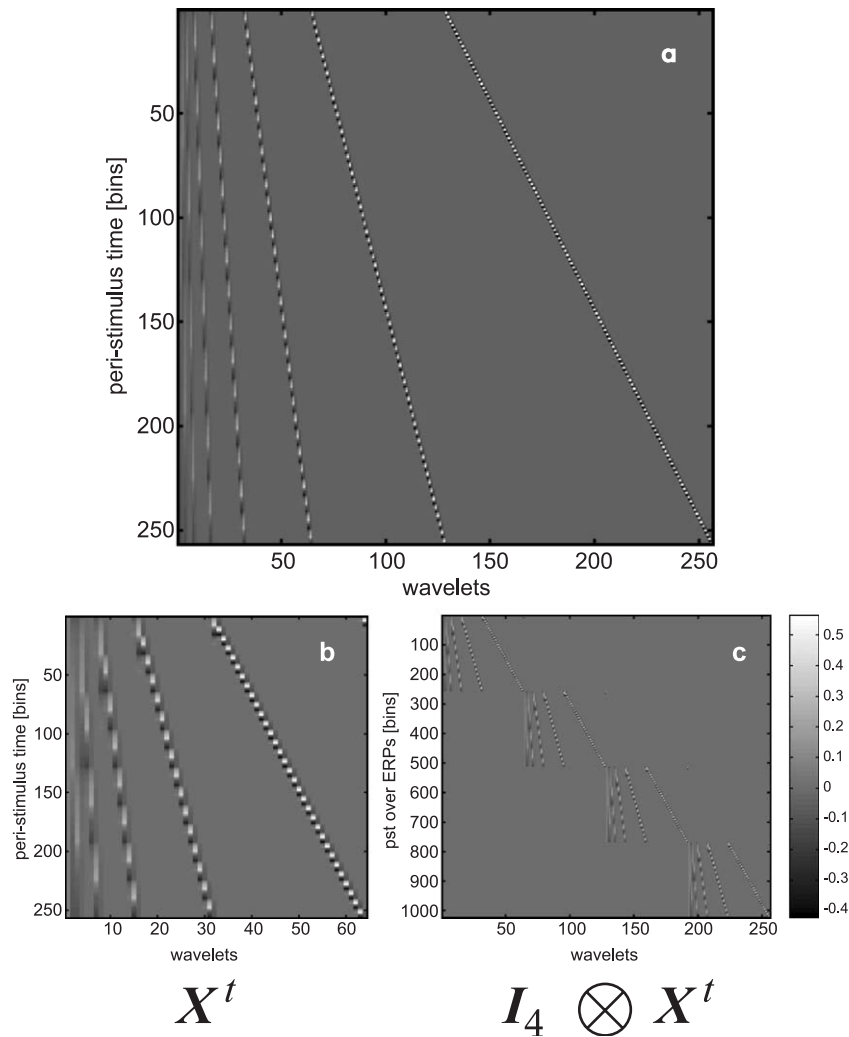 a
50
100
150
200
250
peri-stimulus time [bins]
50 100 150 200 250
wavelets
b
50
100
150
200
250
peri-stimulus time [bins]
10 20 30 40 50 60
wavelets
c
100
200
300
400
500
600
700
800
900
1000
pst over ERPs [bins]
50 100 150 200 250
wavelets
0.5
0.4
0.3
0.2
0.1
0
-0.1
-0.2
-0.3
-0.4
X^t
I_4 ⊗ X^t